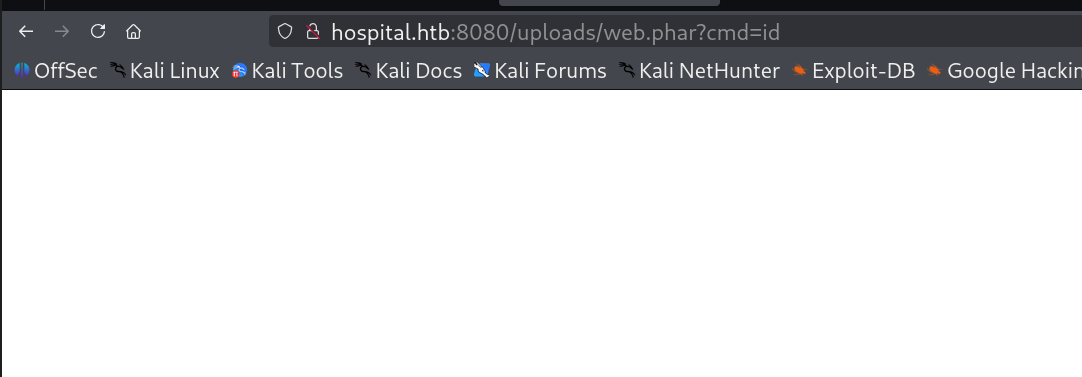 hospital.htb:8080/uploads/web.phar?cmd=id
OffSec Kali Linux Kali Tools Kali Docs Kali Forums Kali NetHunter Exploit-DB Google Hackin